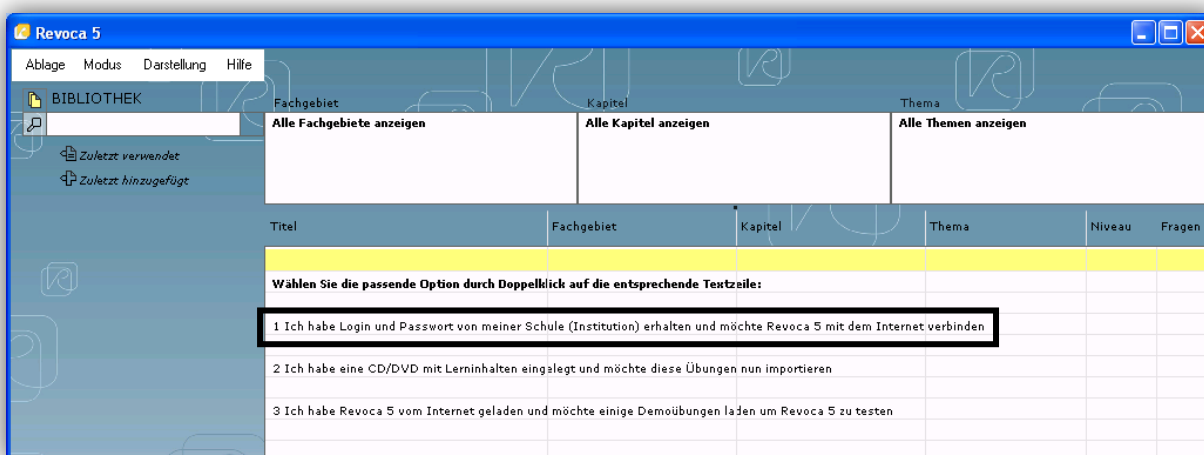 Revoca 5
Ablage Modus Darstellung Hilfe
BIBLIOTHEK
Fachgebiet Kapitel Thema
Alle Fachgebiete anzeigen Alle Kapitel anzeigen Alle Themen anzeigen
Zuletzt verwendet
Zuletzt hinzugefügt
Titel Fachgebiet Kapitel Thema Niveau Fragen
Wählen Sie die passende Option durch Doppelklick auf die entsprechende Textzeile:
1 Ich habe Login und Passwort von meiner Schule (Institution) erhalten und möchte Revoca 5 mit dem Internet verbinden
2 Ich habe eine CD/DVD mit Lerninhalten eingelegt und möchte diese Übungen nun importieren
3 Ich habe Revoca 5 vom Internet geladen und möchte einige Demoübungen laden um Revoca 5 zu testen